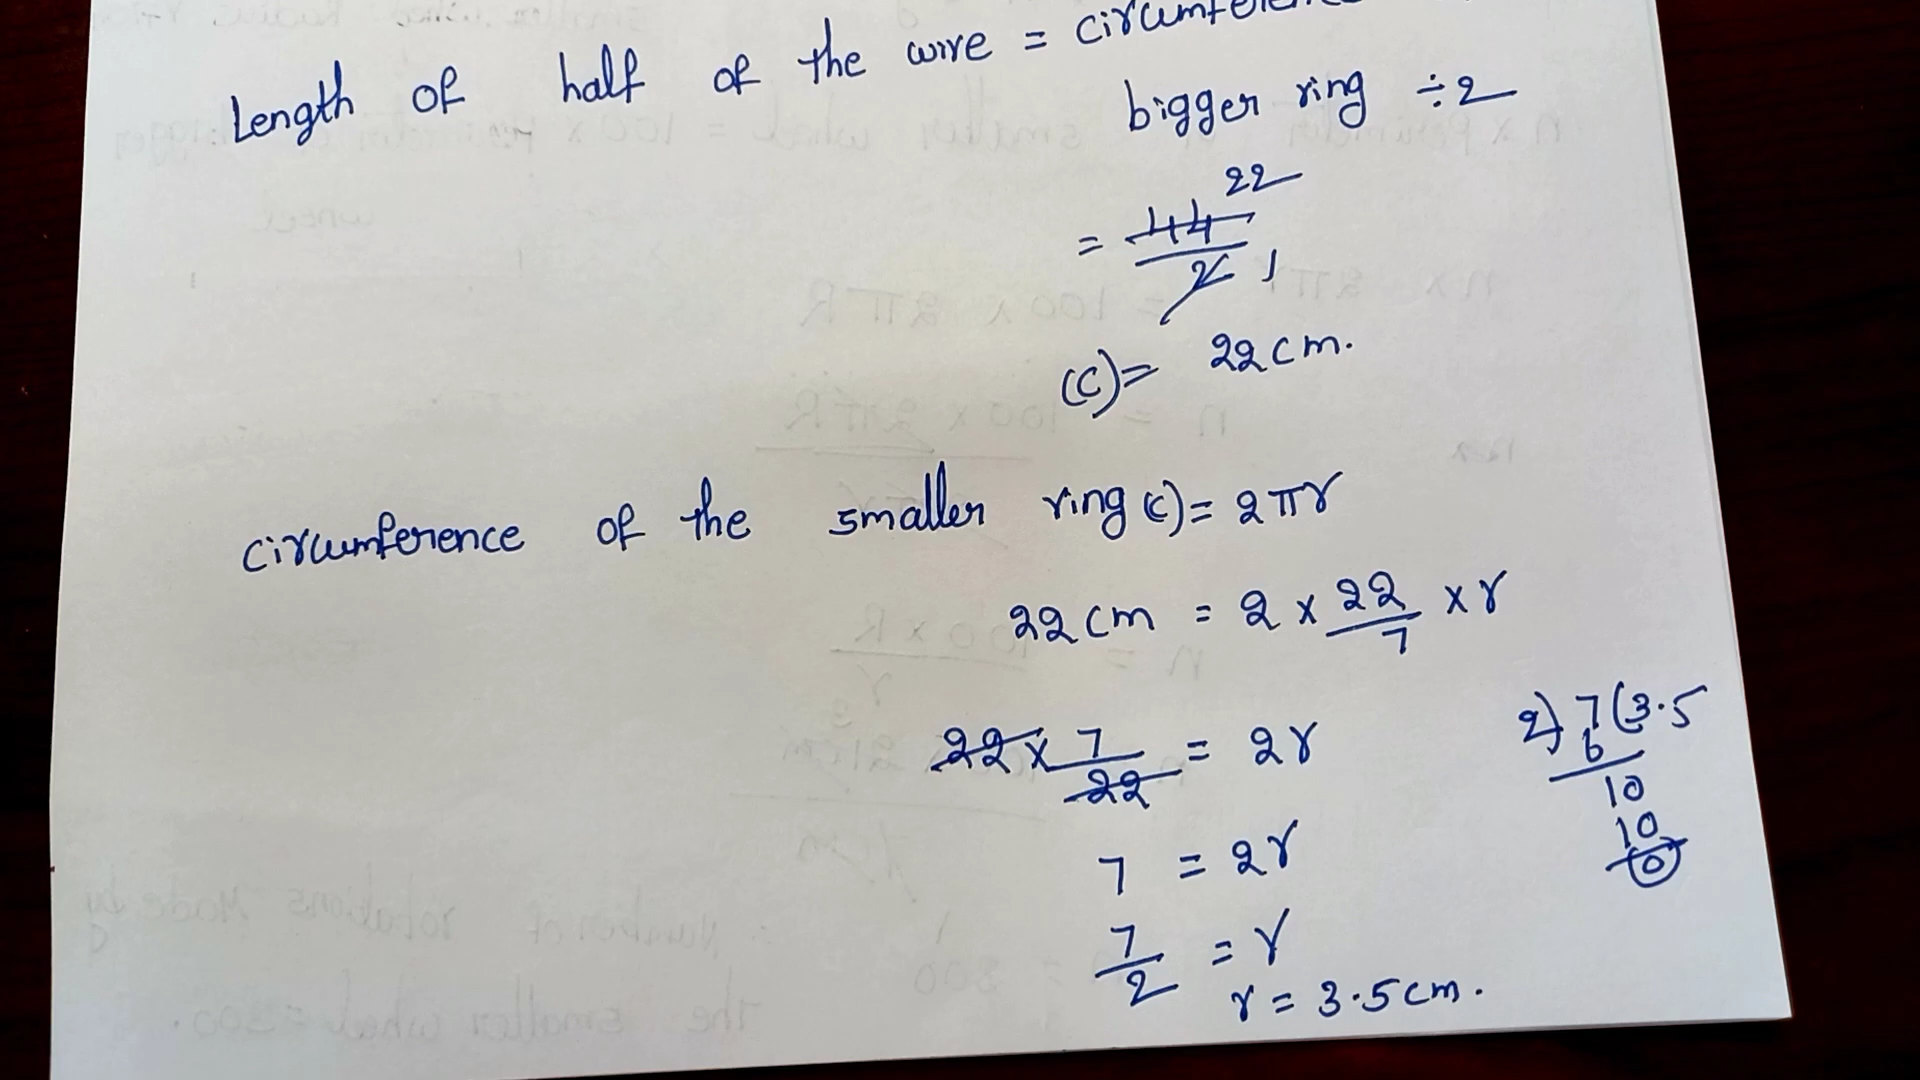 Length of half of the wire =
bigger ring ÷ 2
22
= 44/2 1
(C) = 22 cm.
circumference of the smaller ring (c) = 2πr
22 cm = 2 × 22/7 × r
22 × 7/22 = 2r
7 = 2r
7/2 = r
r = 3.5 cm.
2) 7 (3.5
6
10
10
0